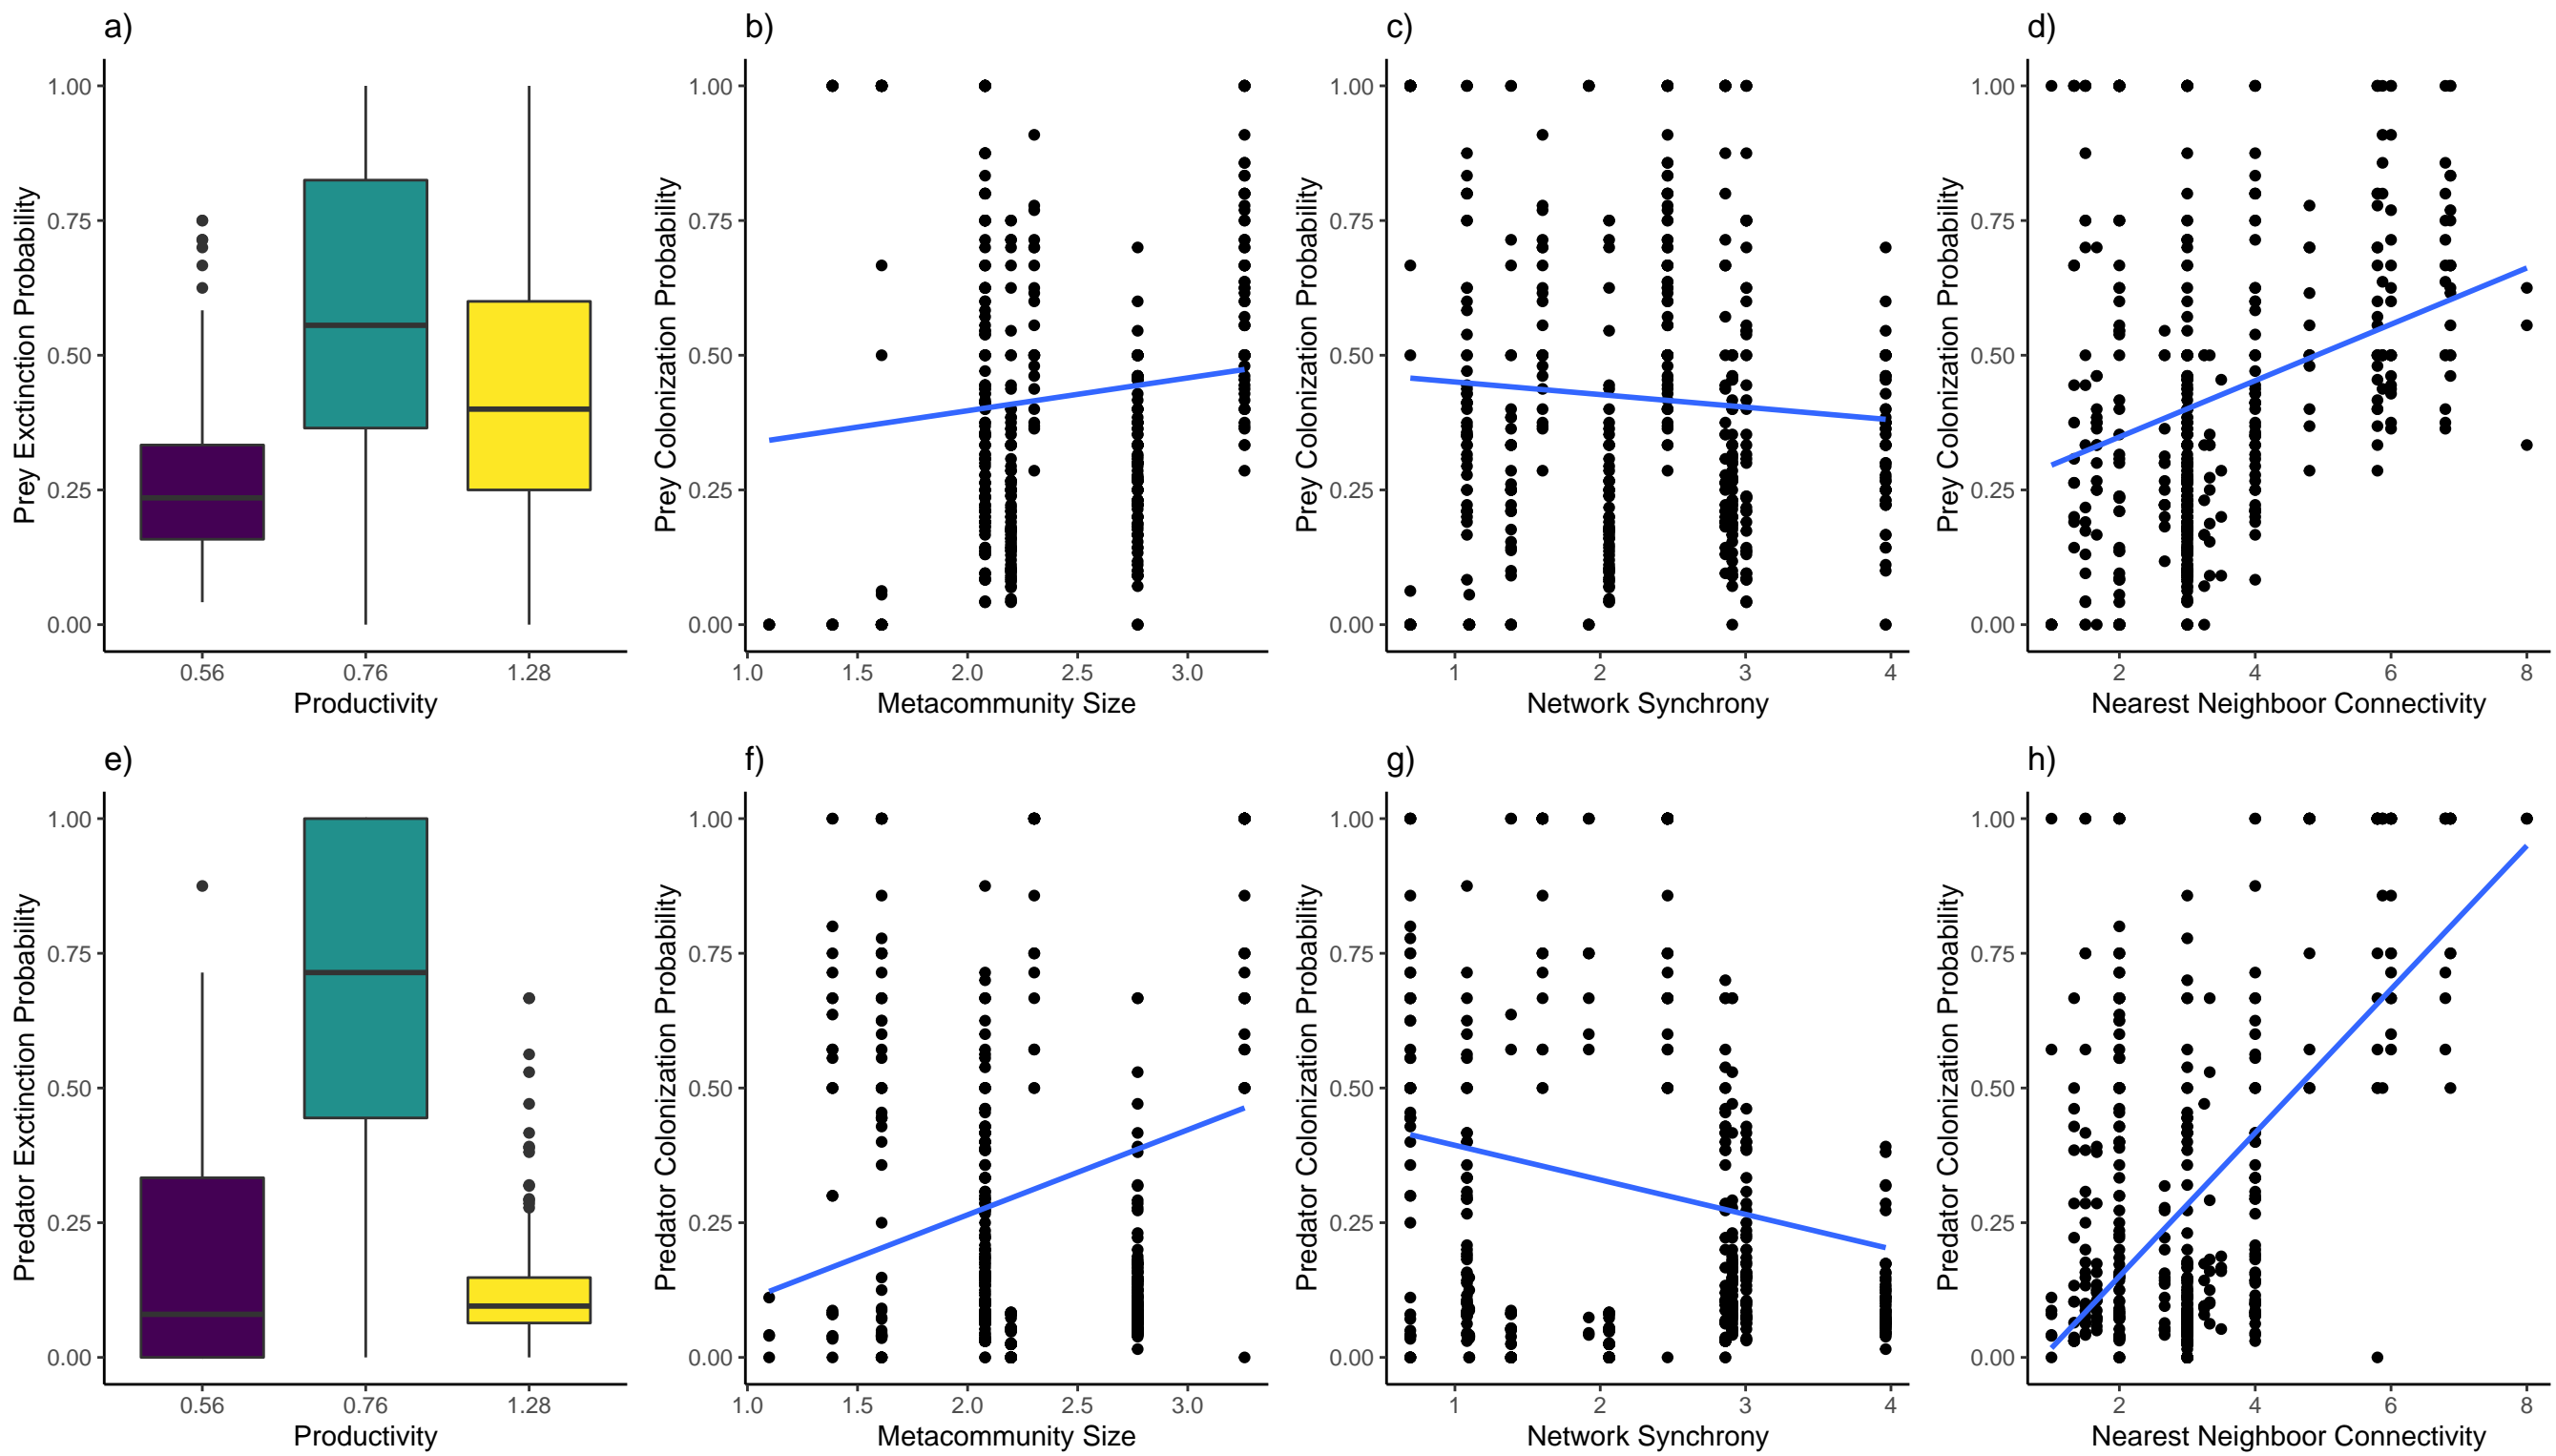 a)
Prey Exctinction Probability
1.00
0.75
0.50
0.25
0.00
0.56 0.76 1.28
Productivity
b)
Prey Colonization Probability
1.00
0.75
0.50
0.25
0.00
1.0 1.5 2.0 2.5 3.0
Metacommunity Size
c)
Prey Colonization Probability
1.00
0.75
0.50
0.25
0.00
1 2 3 4
Network Synchrony
d)
Prey Colonization Probability
1.00
0.75
0.50
0.25
0.00
2 4 6 8
Nearest Neighboor Connectivity
e)
Predator Exctinction Probability
1.00
0.75
0.50
0.25
0.00
0.56 0.76 1.28
Productivity
f)
Predator Colonization Probability
1.00
0.75
0.50
0.25
0.00
1.0 1.5 2.0 2.5 3.0
Metacommunity Size
g)
Predator Colonization Probability
1.00
0.75
0.50
0.25
0.00
1 2 3 4
Network Synchrony
h)
Predator Colonization Probability
1.00
0.75
0.50
0.25
0.00
2 4 6 8
Nearest Neighboor Connectivity